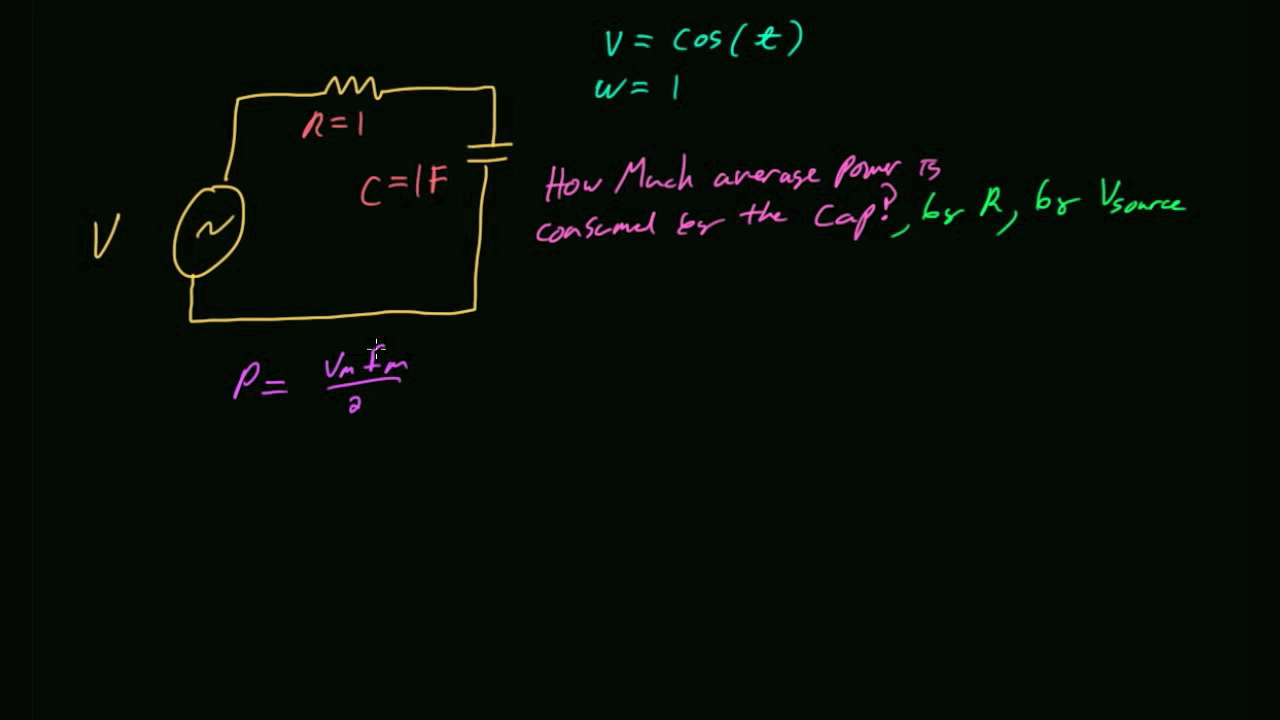 V = cos(t)
w = 1
R = 1
C = 1F
How Much average Power is
consumed by the Cap?, by R, by Vsource
V
P = VmIm/2